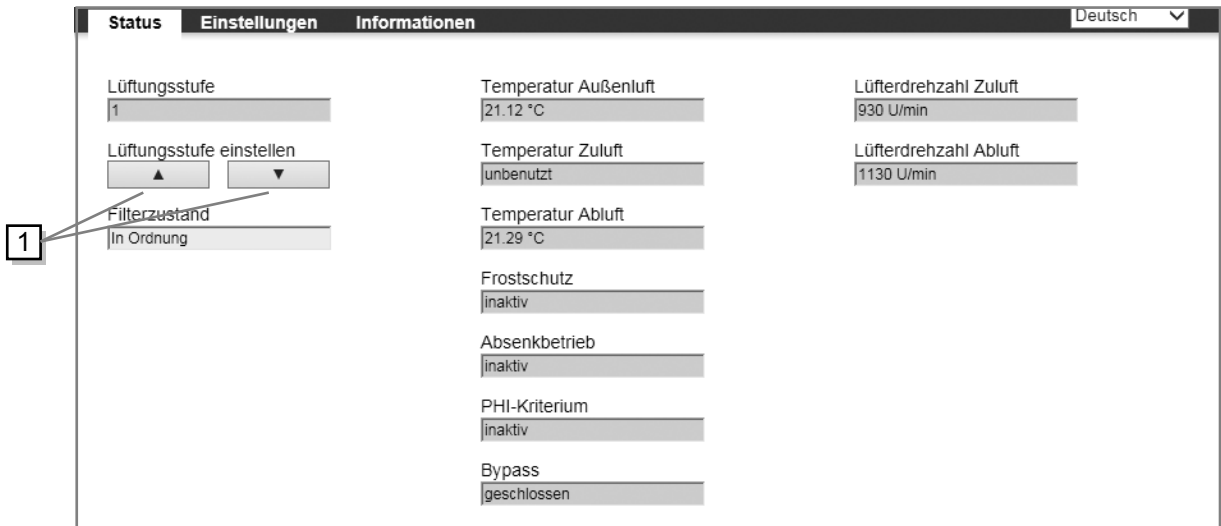 Status Einstellungen Informationen Deutsch
Lüftungsstufe
1
Lüftungsstufe einstellen
▲ ▼
Filterzustand
In Ordnung
1
Temperatur Außenluft
21.12 °C
Temperatur Zuluft
unbenutzt
Temperatur Abluft
21.29 °C
Frostschutz
inaktiv
Absenkbetrieb
inaktiv
PHI-Kriterium
inaktiv
Bypass
geschlossen
Lüfterdrehzahl Zuluft
930 U/min
Lüfterdrehzahl Abluft
1130 U/min